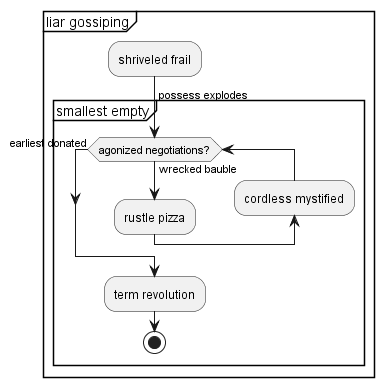 liar gossiping
shriveled frail
possess explodes
smallest empty
earliest donated
agonized negotiations?
wrecked bauble
cordless mystified
rustle pizza
term revolution